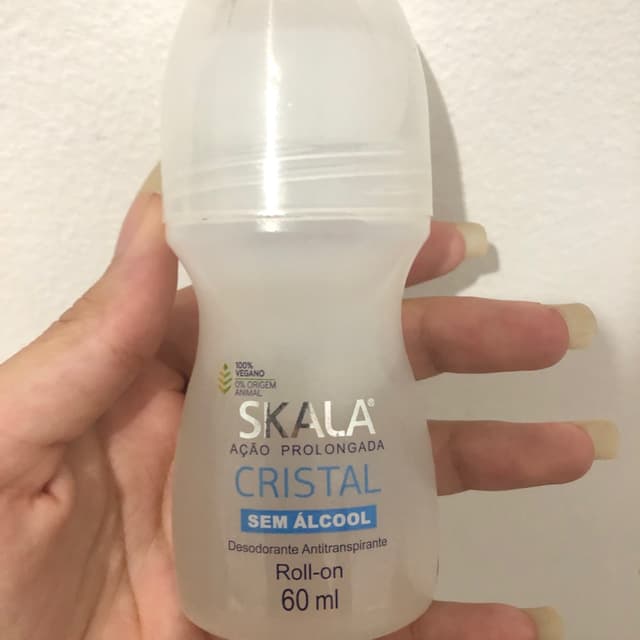 100%
VEGANO
0% ORIGEM
ANIMAL
SKALA®
AÇÃO PROLONGADA
CRISTAL
SEM ÁLCOOL
Desodorante Antitranspirante
Roll-on
60 ml